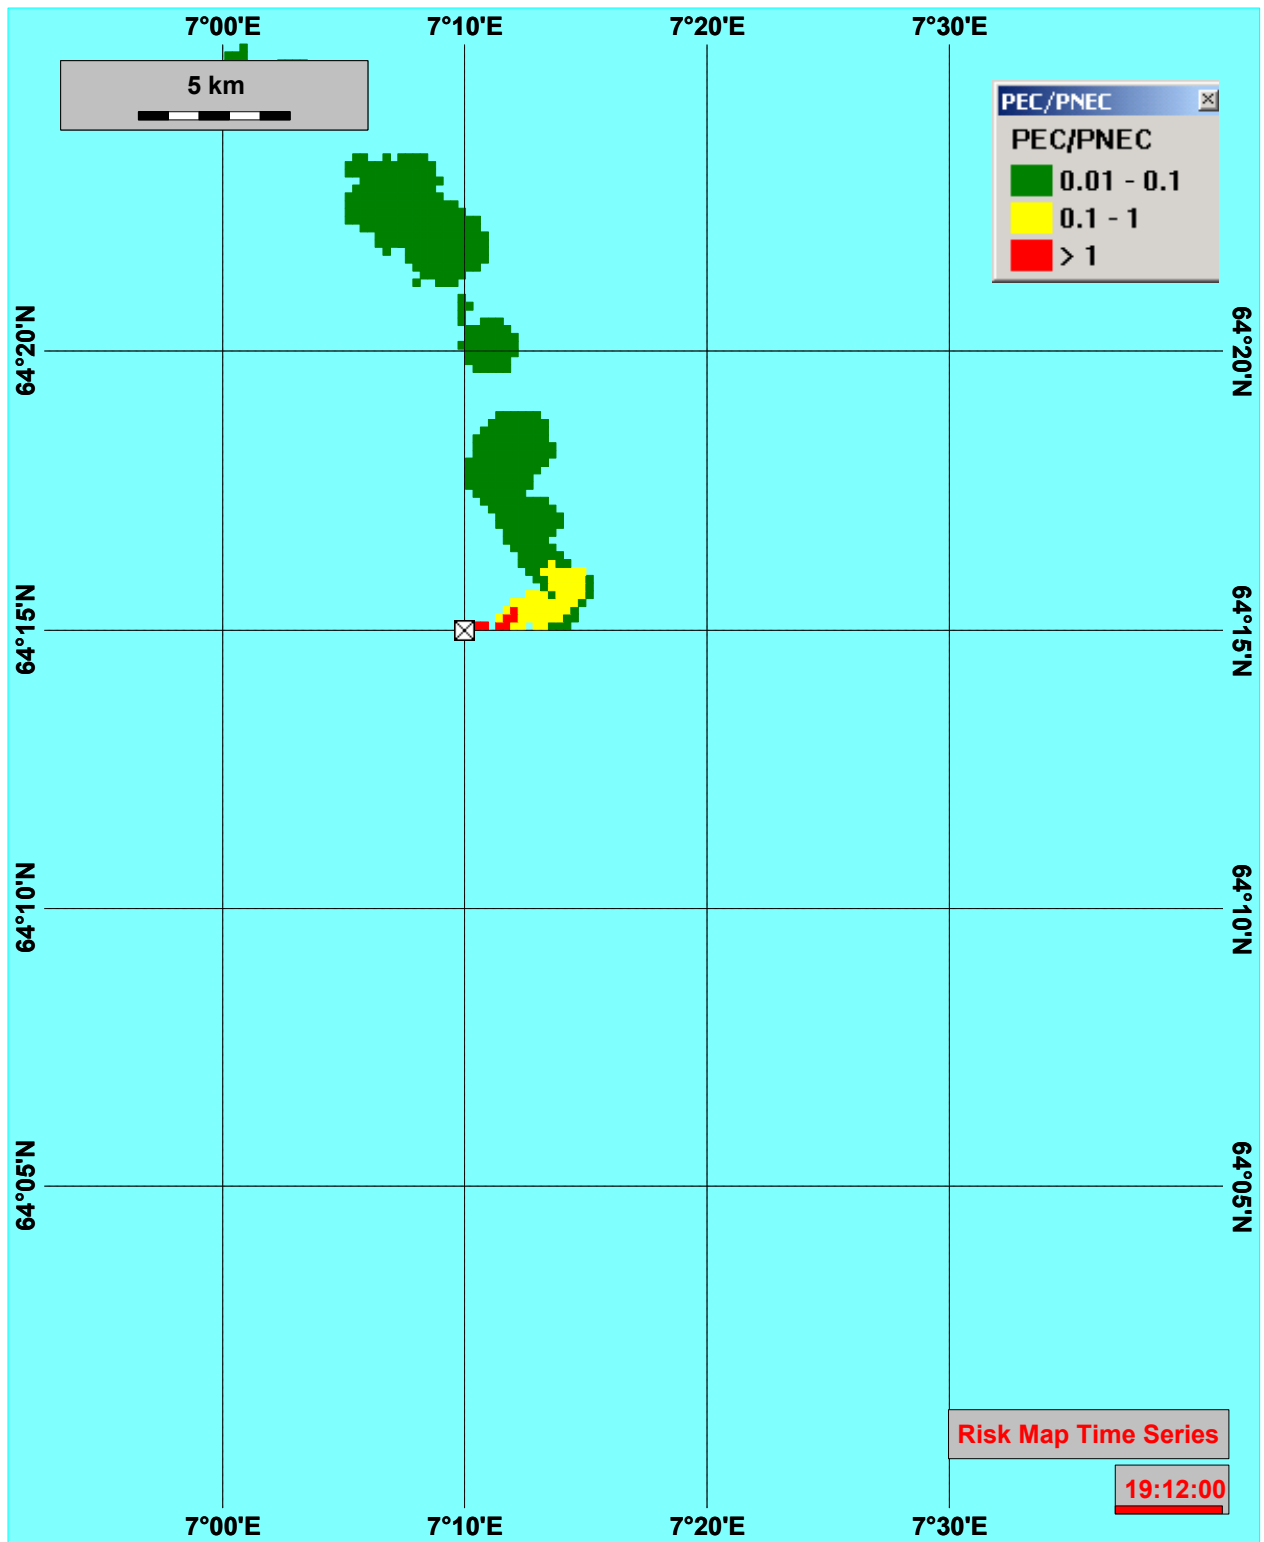 7°00'E 7°10'E 7°20'E 7°30'E
5 km
PEC/PNEC
PEC/PNEC
0.01 - 0.1
0.1 - 1
> 1
64°20'N 64°20'N
64°15'N 64°15'N
64°10'N 64°10'N
64°05'N 64°05'N
Risk Map Time Series
19:12:00
7°00'E 7°10'E 7°20'E 7°30'E